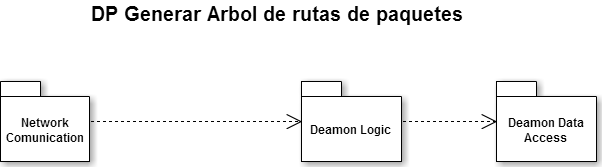 DP Generar Arbol de rutas de paquetes
Network
Comunication
Deamon Logic
Deamon Data
Access